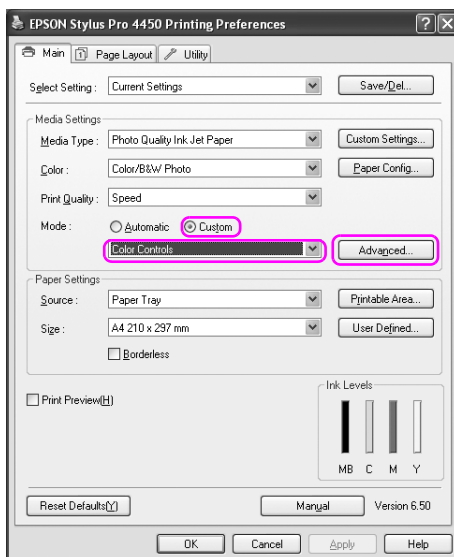 EPSON Stylus Pro 4450 Printing Preferences
Main Page Layout Utility
Select Setting : Current Settings Save/Del...
Media Settings
Media Type : Photo Quality Ink Jet Paper Custom Settings...
Color : Color/B&W Photo Paper Config...
Print Quality : Speed
Mode : Automatic Custom
Color Controls Advanced...
Paper Settings
Source : Paper Tray Printable Area...
Size : A4 210 x 297 mm User Defined...
Borderless
Print Preview(H)
Ink Levels
MB C M Y
Reset Defaults(Y) Manual Version 6.50
OK Cancel Apply Help